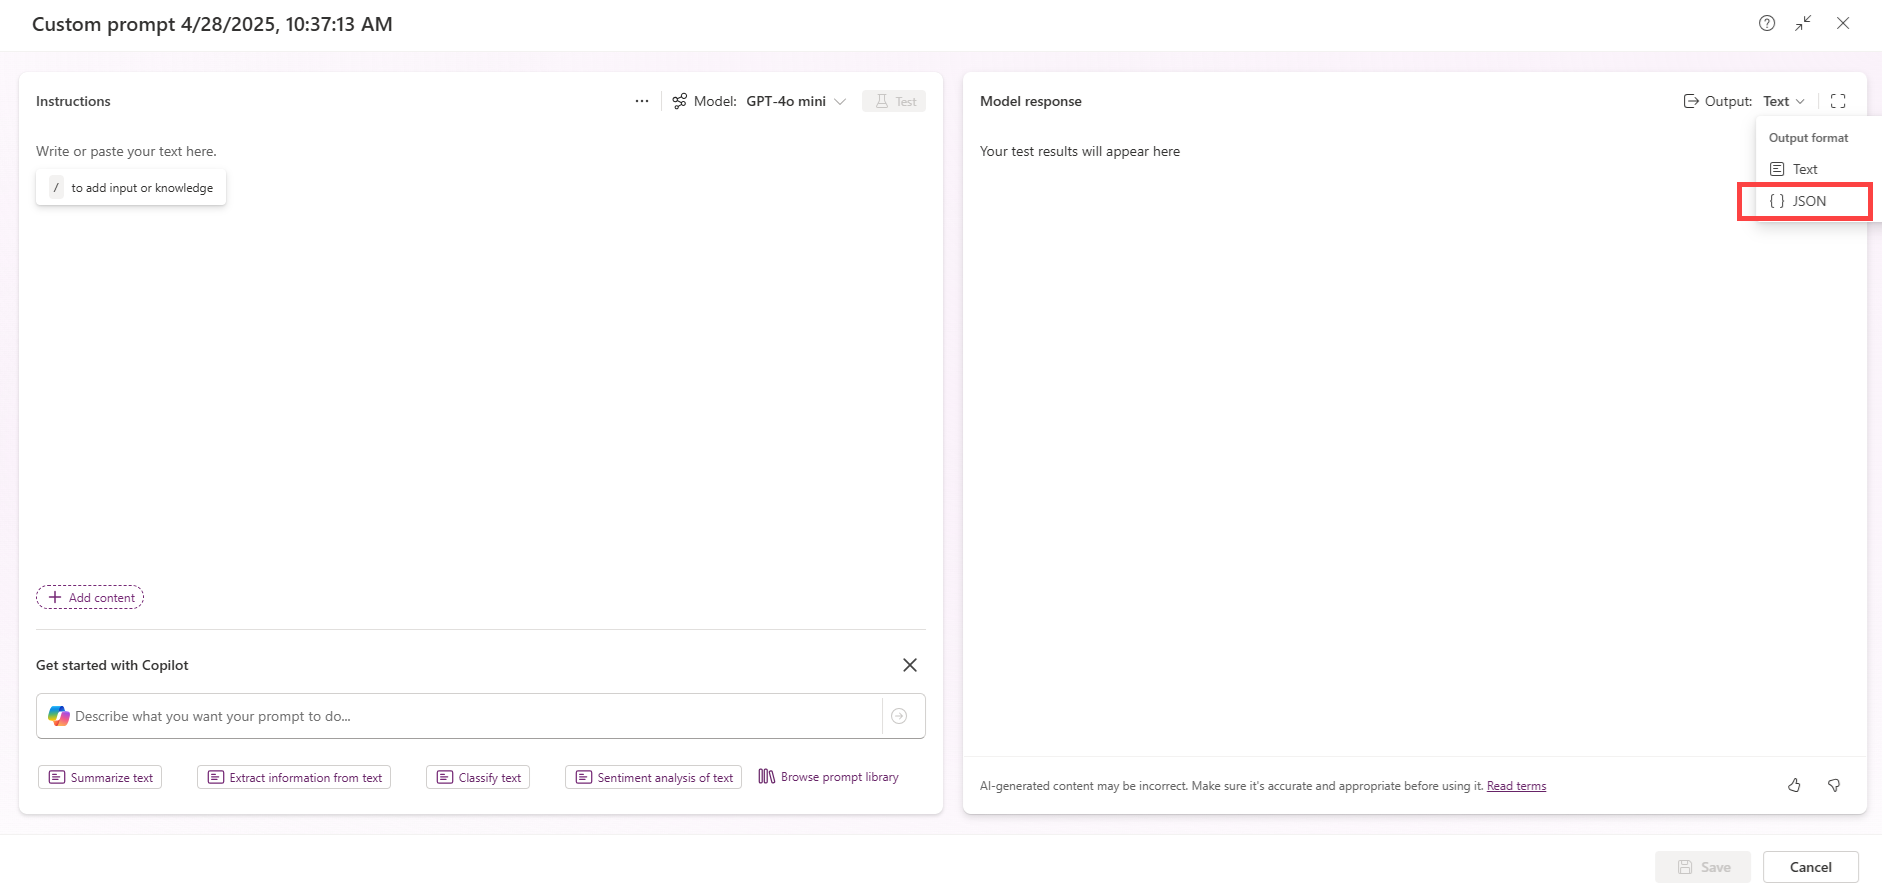 Custom prompt 4/28/2025, 10:37:13 AM
Instructions
Model: GPT-4o mini
Test
Write or paste your text here.
/ to add input or knowledge
Add content
Get started with Copilot
Describe what you want your prompt to do...
Summarize text
Extract information from text
Classify text
Sentiment analysis of text
Browse prompt library
Model response
Output: Text
Your test results will appear here
Output format
Text
{ } JSON
AI-generated content may be incorrect. Make sure it's accurate and appropriate before using it. Read terms
Save
Cancel